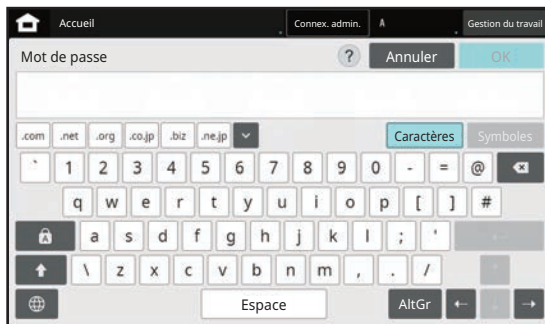 Accueil Connex. admin. A Gestion du travail
Mot de passe ? Annuler OK
.com .net .org .co.jp .biz .ne.jp Caractères Symboles
` 1 2 3 4 5 6 7 8 9 0 - = @
q w e r t y u i o p [ ] #
A a s d f g h j k l ; '
\ z x c v b n m , . /
Espace AltGr